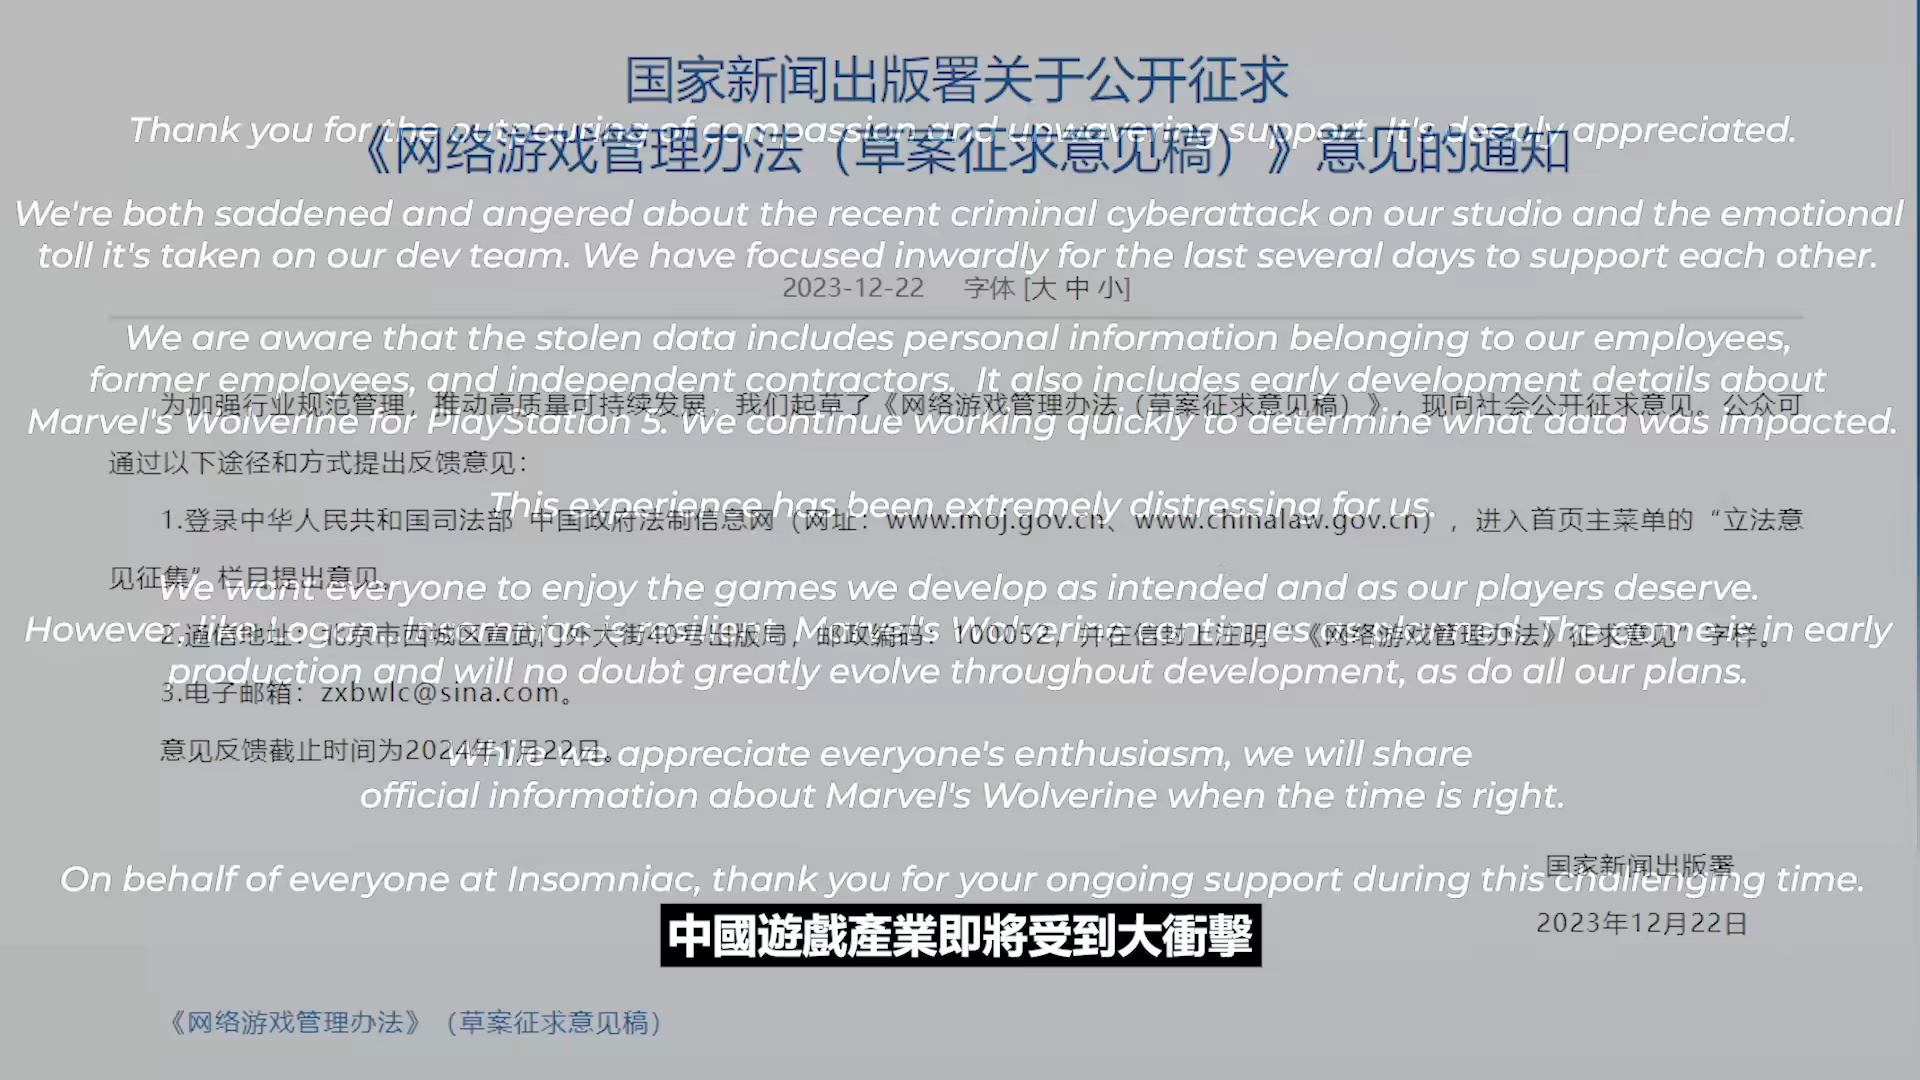 国家新闻出版署关于公开征求
Thank you for the outpouring of compassion and unwavering support. It's deeply appreciated.
《网络游戏管理办法（草案征求意见稿）》意见的通知
We're both saddened and angered about the recent criminal cyberattack on our studio and the emotional
toll it's taken on our dev team. We have focused inwardly for the last several days to support each other.
2023-12-22 字体 [大 中 小]
We are aware that the stolen data includes personal information belonging to our employees,
former employees, and independent contractors. It also includes early development details about
为加强行业规范管理，推动高质量可持续发展，我们起草了《网络游戏管理办法（草案征求意见稿）》，现向社会公开征求意见。公众可
Marvel's Wolverine for PlayStation 5. We continue working quickly to determine what data was impacted.
通过以下途径和方式提出反馈意见：
This experience has been extremely distressing for us.
1.登录中华人民共和国司法部 中国政府法制信息网（网址：www.moj.gov.cn、www.chinalaw.gov.cn），进入首页主菜单的“立法意
见征集”栏目提出意见。
We want everyone to enjoy the games we develop as intended and as our players deserve.
However, like Logan, Insomniac is resilient. Marvel's Wolverine continues as planned. The game is in early
2.通信地址：北京市西城区宣武门外大街40号出版局，邮政编码：100052，并在信封上注明“《网络游戏管理办法》征求意见”字样。
production and will no doubt greatly evolve throughout development, as do all our plans.
3.电子邮箱：zxbwlc@sina.com。
意见反馈截止时间为2024年1月22日。
While we appreciate everyone's enthusiasm, we will share
official information about Marvel's Wolverine when the time is right.
国家新闻出版署
On behalf of everyone at Insomniac, thank you for your ongoing support during this challenging time.
2023年12月22日
中國遊戲產業即將受到大衝擊
《网络游戏管理办法》（草案征求意见稿）